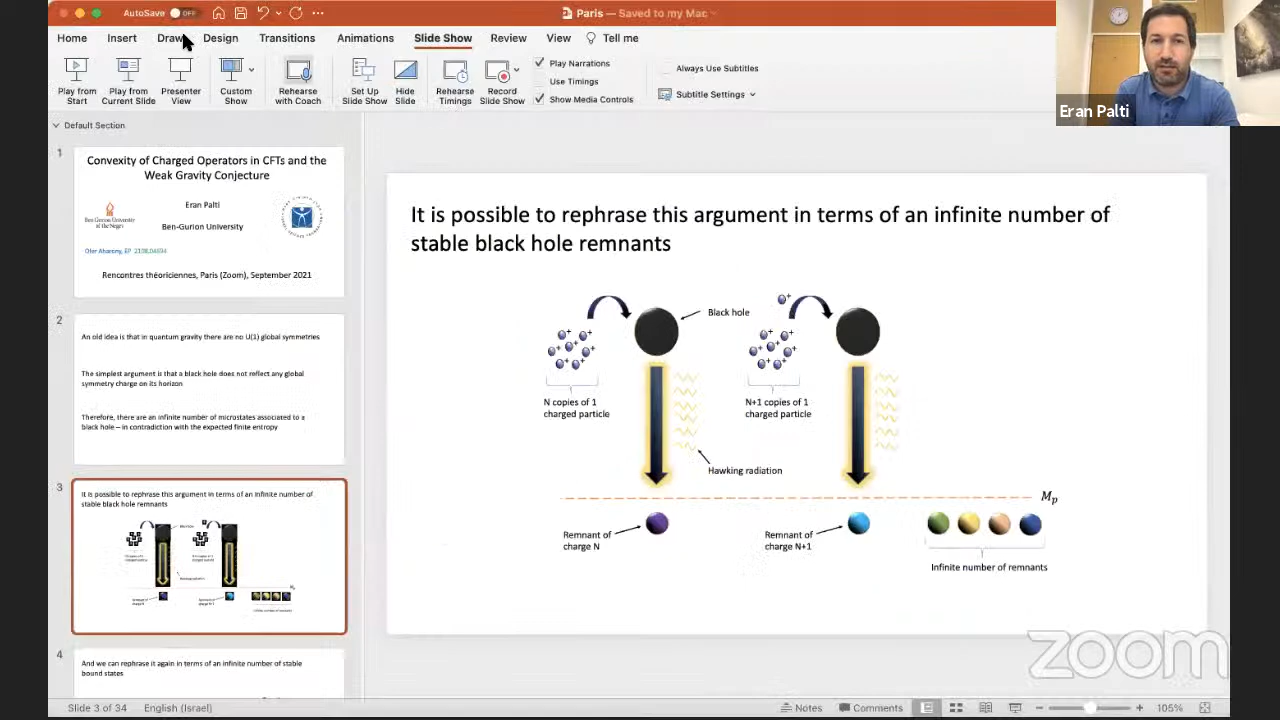 AutoSave OFF
Paris — Saved to my Mac
Home Insert Draw Design Transitions Animations Slide Show Review View Tell me
Play from Start
Play from Current Slide
Presenter View
Custom Show
Rehearse with Coach
Set Up Slide Show
Hide Slide
Rehearse Timings
Record Slide Show
Play Narrations
Use Timings
Show Media Controls
Always Use Subtitles
Subtitle Settings
Eran Palti
Default Section
1
Convexity of Charged Operators in CFTs and the
Weak Gravity Conjecture
Eran Palti
Ben-Gurion University
Ben-Gurion University
of the Negev
Ofer Aharony, EP 2108.04594
Rencontres théoriciennes, Paris (Zoom), September 2021
2
An old idea is that in quantum gravity there are no U(1) global symmetries
The simplest argument is that a black hole does not reflect any global
symmetry charge on its horizon
Therefore, there are an infinite number of microstates associated to a
black hole – in contradiction with the expected finite entropy
3
It is possible to rephrase this argument in terms of an infinite number of
stable black hole remnants
4
And we can rephrase it again in terms of an infinite number of stable
bound states
It is possible to rephrase this argument in terms of an infinite number of
stable black hole remnants
Black hole
N copies of 1
charged particle
N+1 copies of 1
charged particle
Hawking radiation
Mp
Remnant of
charge N
Remnant of
charge N+1
Infinite number of remnants
zoom
Slide 3 of 34 English (Israel) Notes Comments 105%